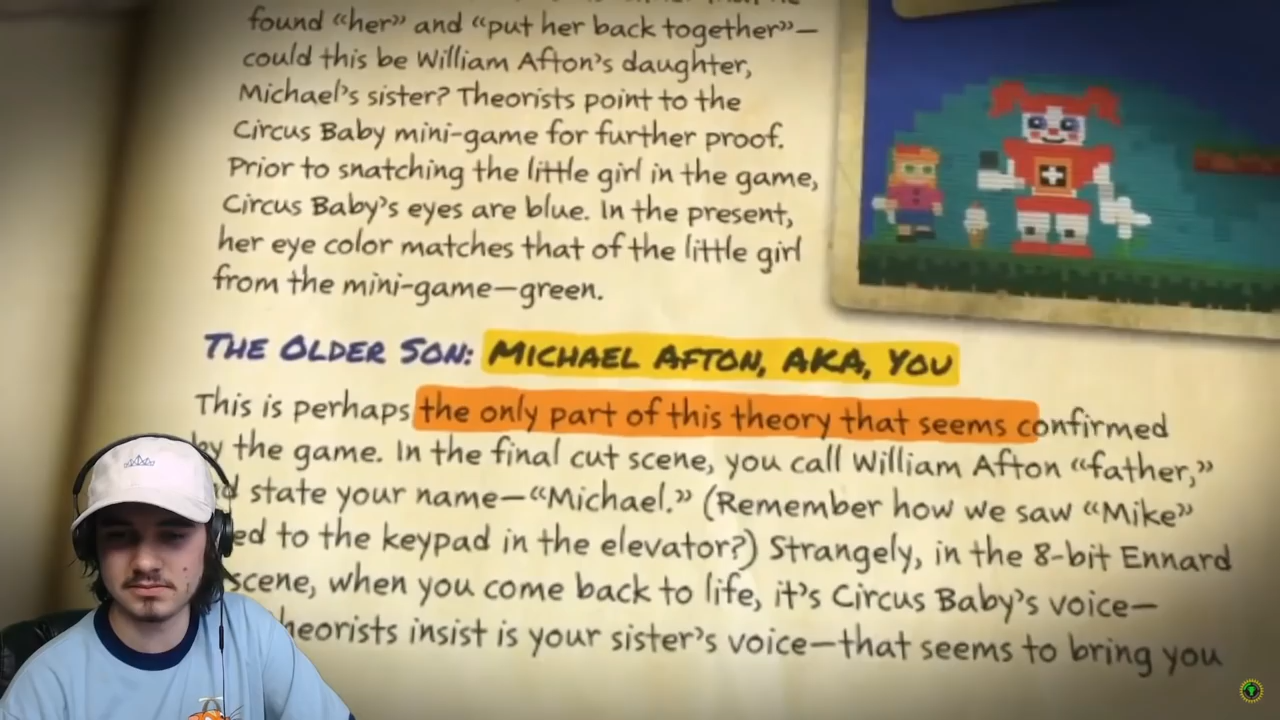 found “her” and “put her back together”—
could this be William Afton’s daughter,
Michael’s sister? Theorists point to the
Circus Baby mini-game for further proof.
Prior to snatching the little girl in the game,
Circus Baby’s eyes are blue. In the present,
her eye color matches that of the little girl
from the mini-game—green.
THE OLDER SON: MICHAEL AFTON, AKA, YOU
This is perhaps the only part of this theory that seems confirmed
by the game. In the final cut scene, you call William Afton “father,”
state your name—“Michael.” (Remember how we saw “Mike”
ed to the keypad in the elevator?) Strangely, in the 8-bit Ennard
scene, when you come back to life, it’s Circus Baby’s voice—
heorists insist is your sister’s voice—that seems to bring you